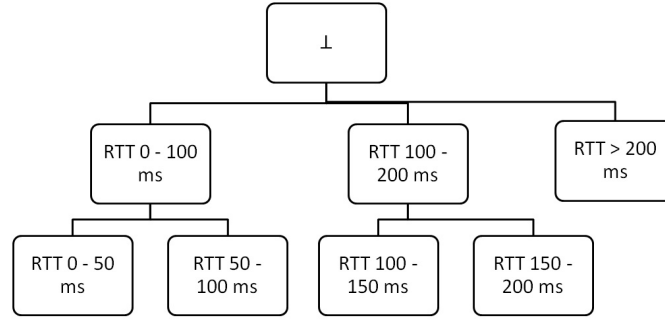 ⊥
RTT 0 - 100
ms
RTT 100 -
200 ms
RTT > 200
ms
RTT 0 - 50
ms
RTT 50 -
100 ms
RTT 100 -
150 ms
RTT 150 -
200 ms